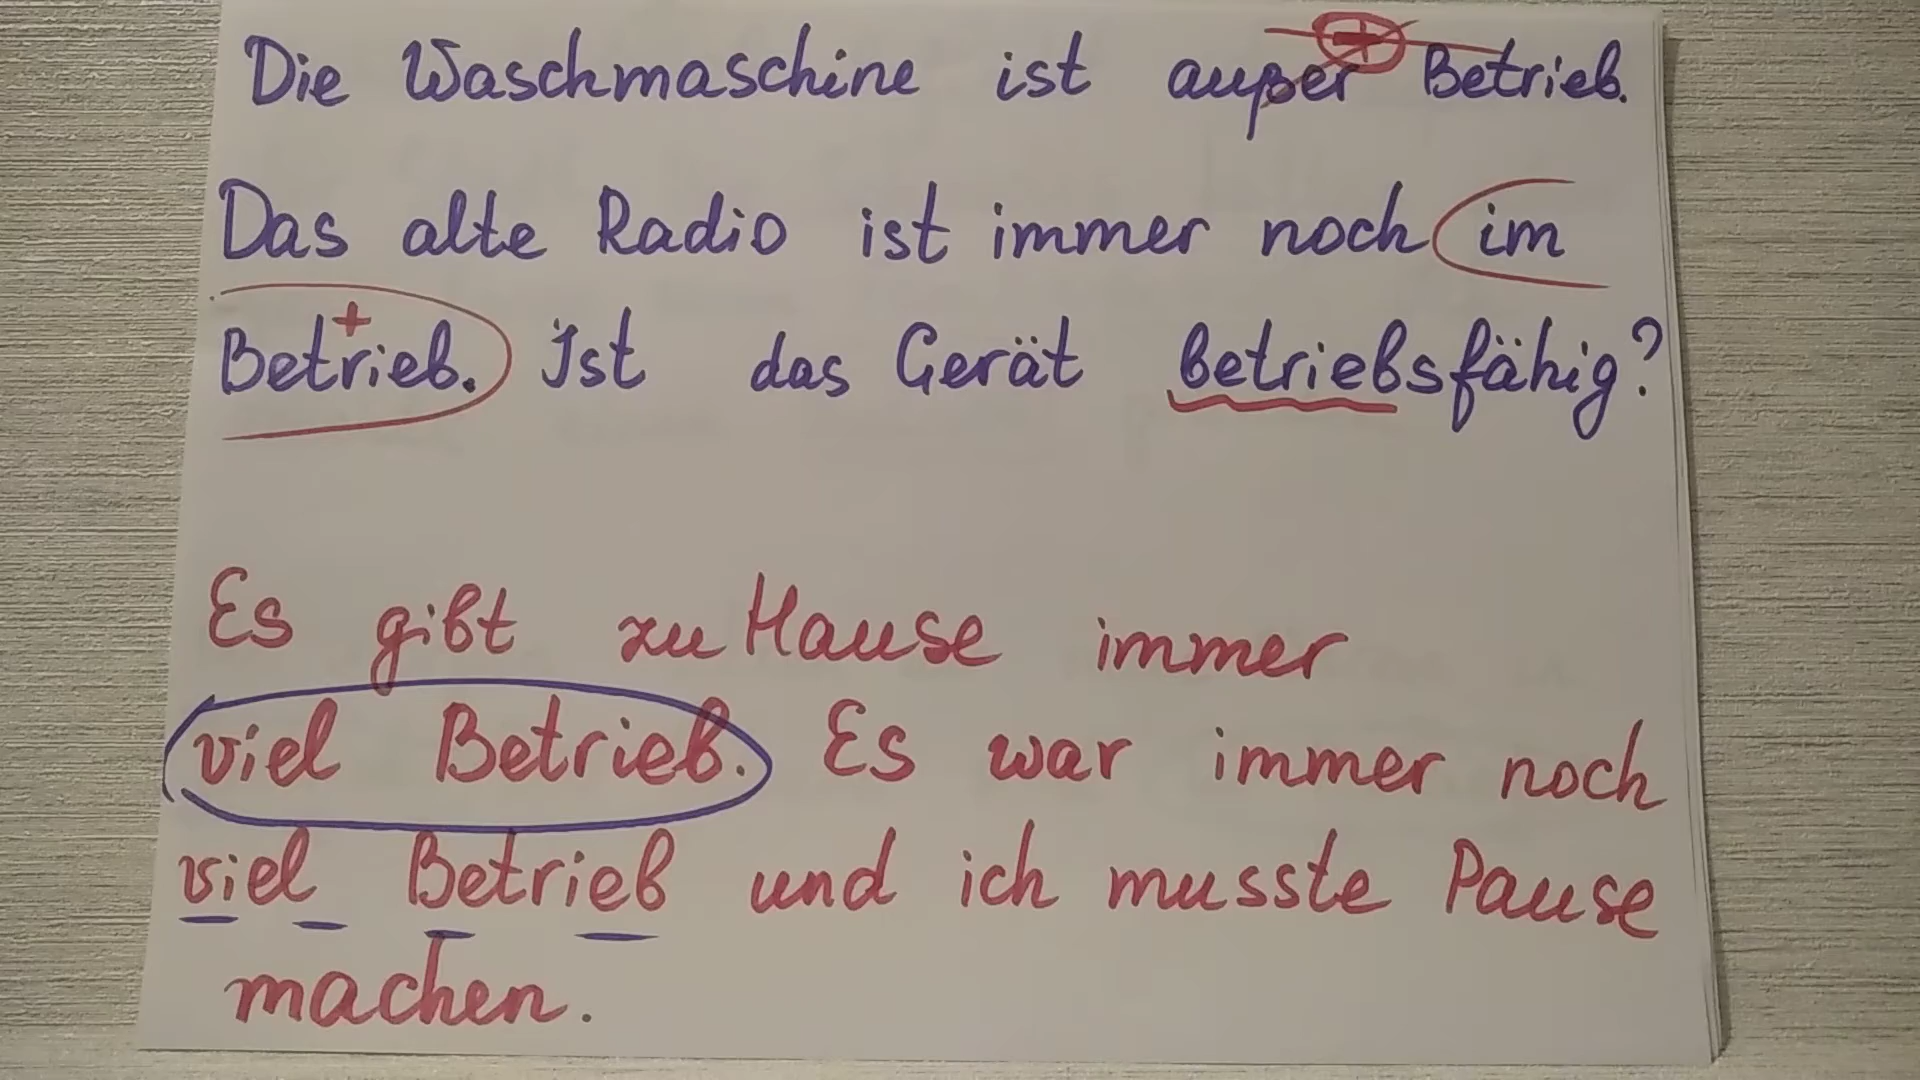 Die Waschmaschine ist außer Betrieb.
Das alte Radio ist immer noch im
Betrieb. Ist das Gerät betriebsfähig?
Es gibt zu Hause immer
viel Betrieb. Es war immer noch
viel Betrieb und ich musste Pause
machen.